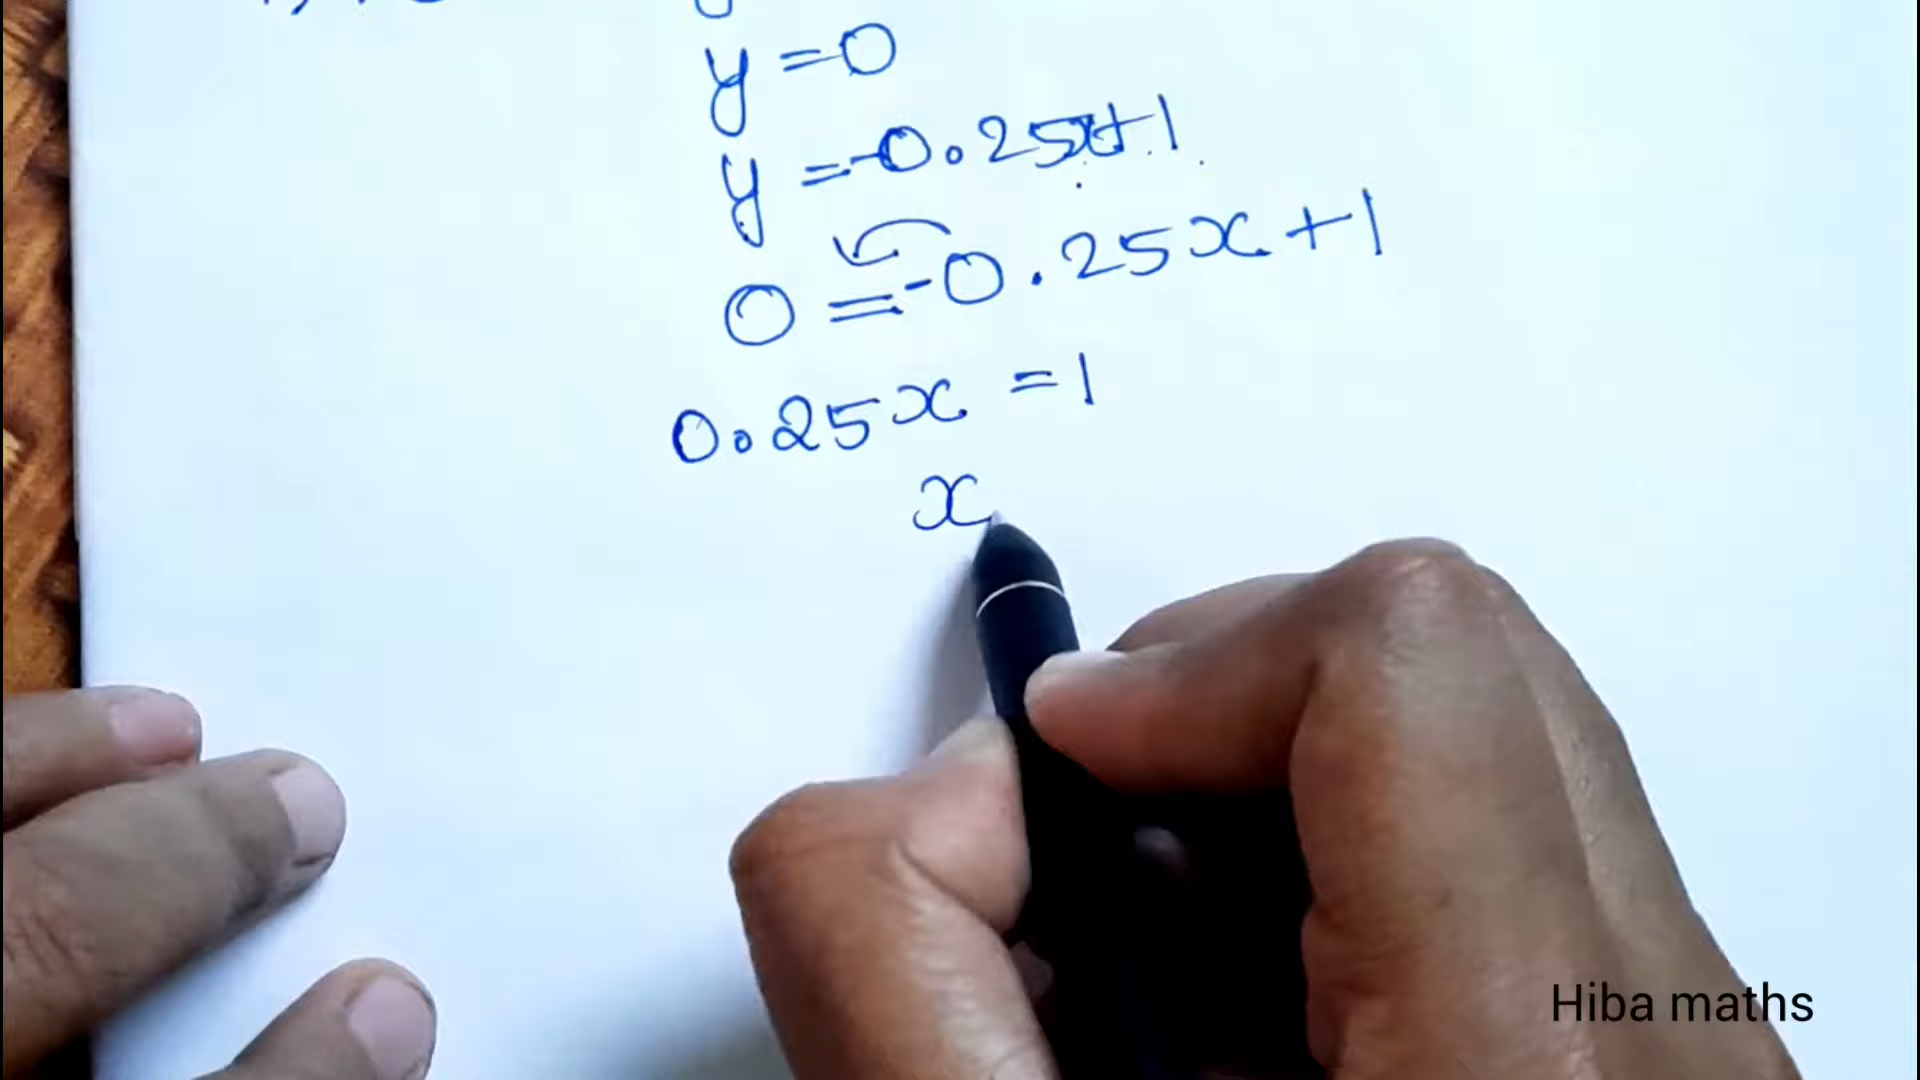 y = 0
y = -0.25x+1
0 = -0.25x+1
0.25x = 1
x
Hiba maths